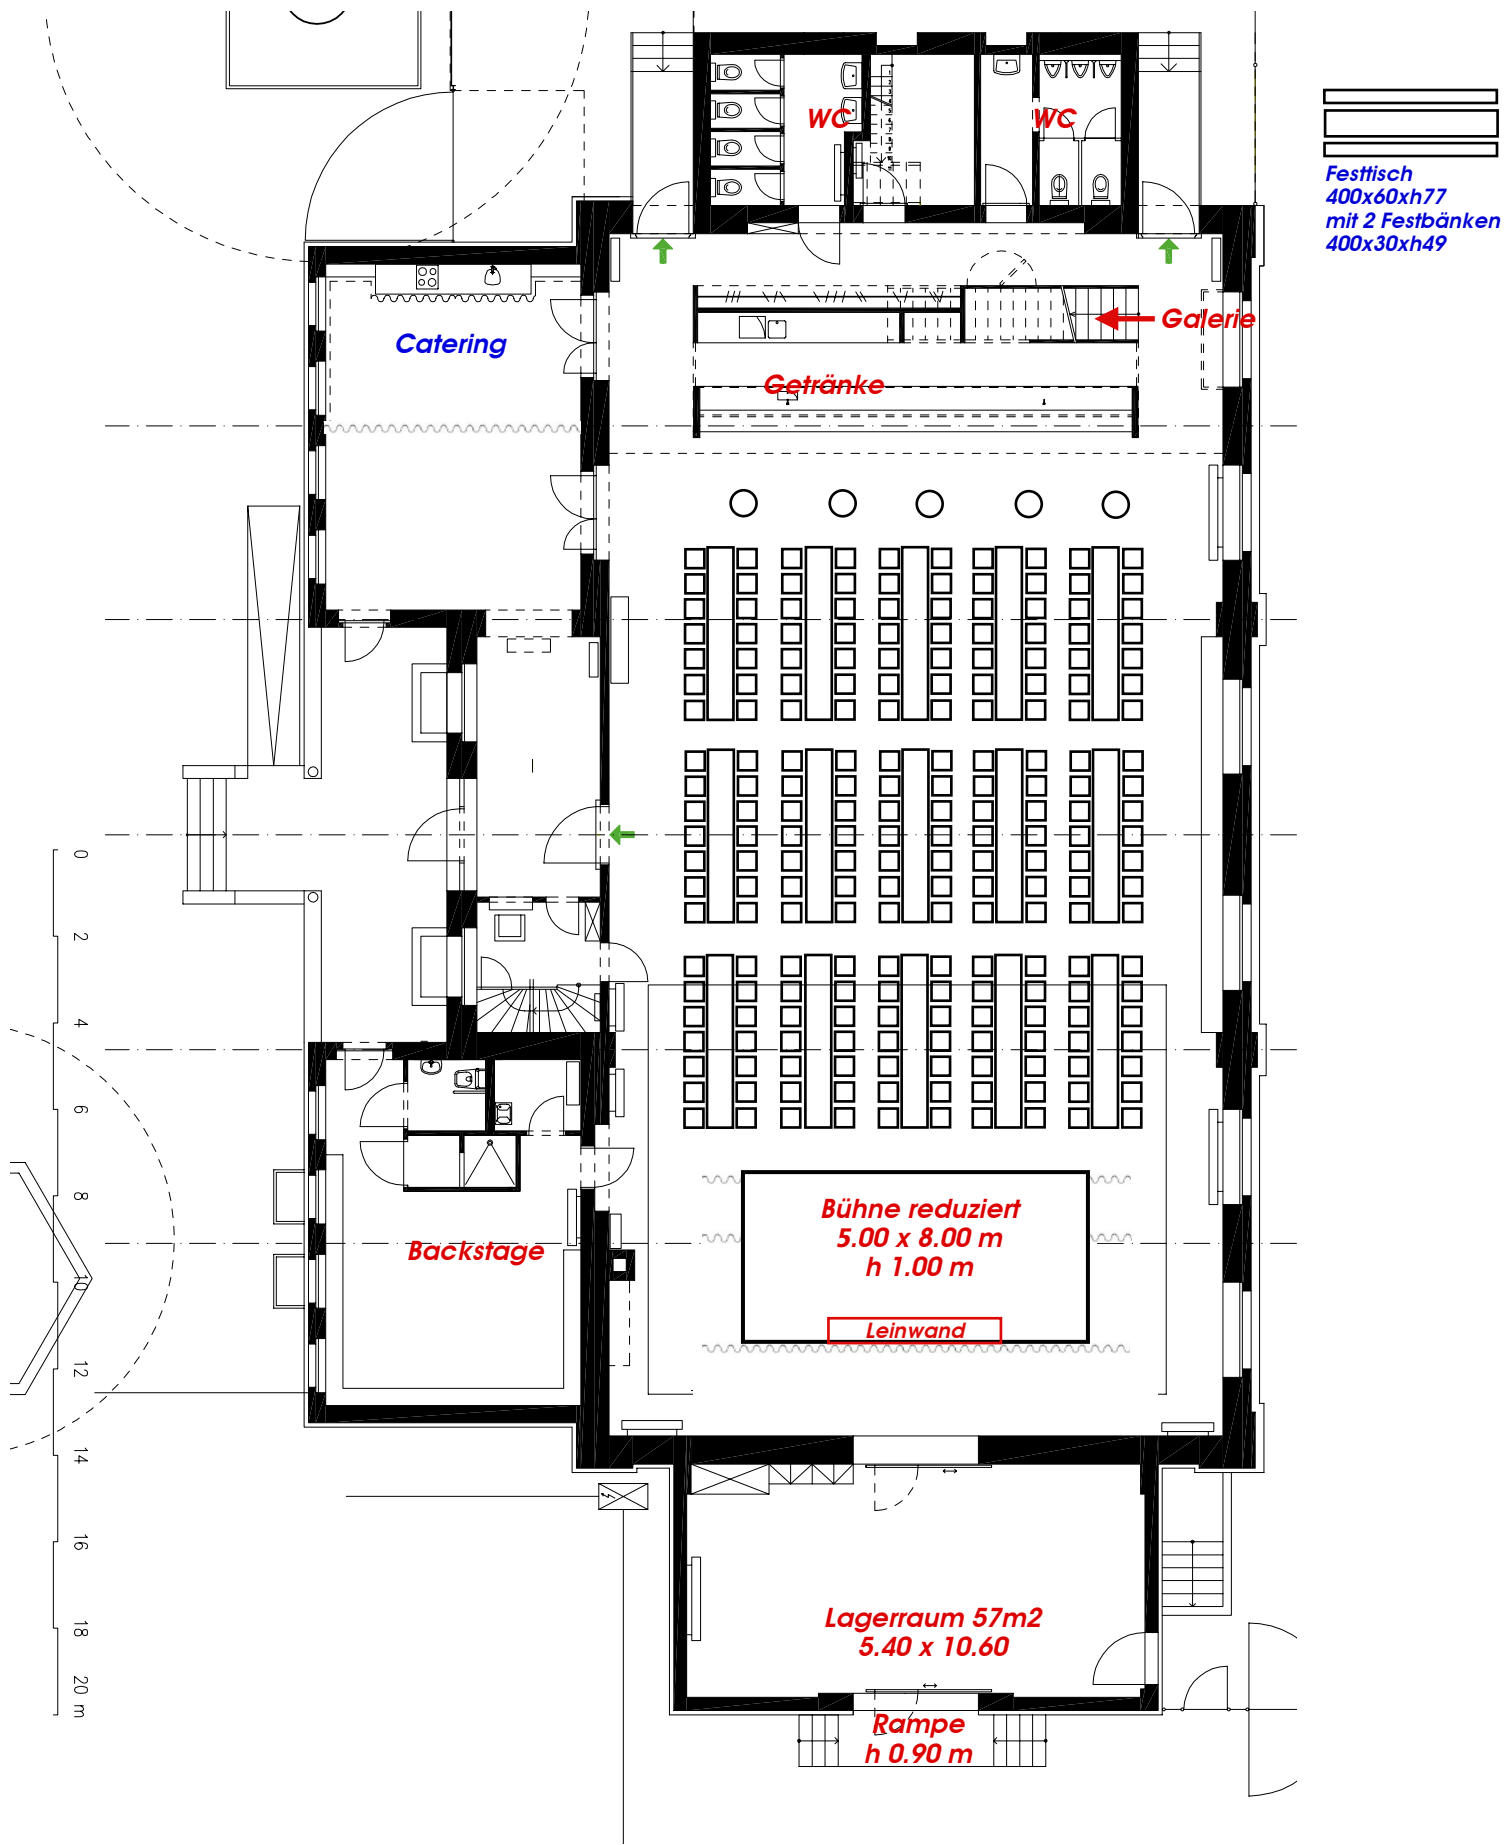 WC
WC
Festtisch
400x60xh77
mit 2 Festbänken
400x30xh49
Galerie
Catering
Getränke
0
2
4
6
8
10
12
14
16
18
20 m
Bühne reduziert
5.00 x 8.00 m
h 1.00 m
Leinwand
Backstage
Lagerraum 57m2
5.40 x 10.60
Rampe
h 0.90 m